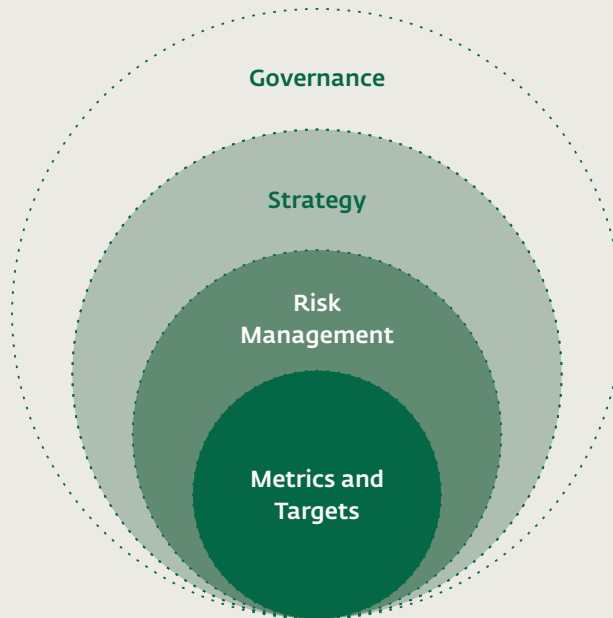 Governance
Strategy
Risk
Management
Metrics and
Targets